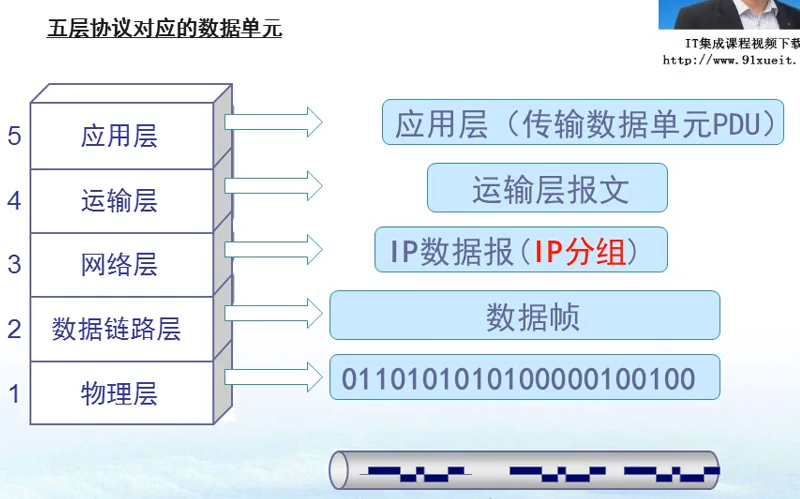 五层协议对应的数据单元
IT集成课程视频下载
http://www.91xueit.
5 应用层 应用层（传输数据单元PDU）
4 运输层 运输层报文
3 网络层 IP数据报(IP分组)
2 数据链路层 数据帧
1 物理层 0110101010100000100100